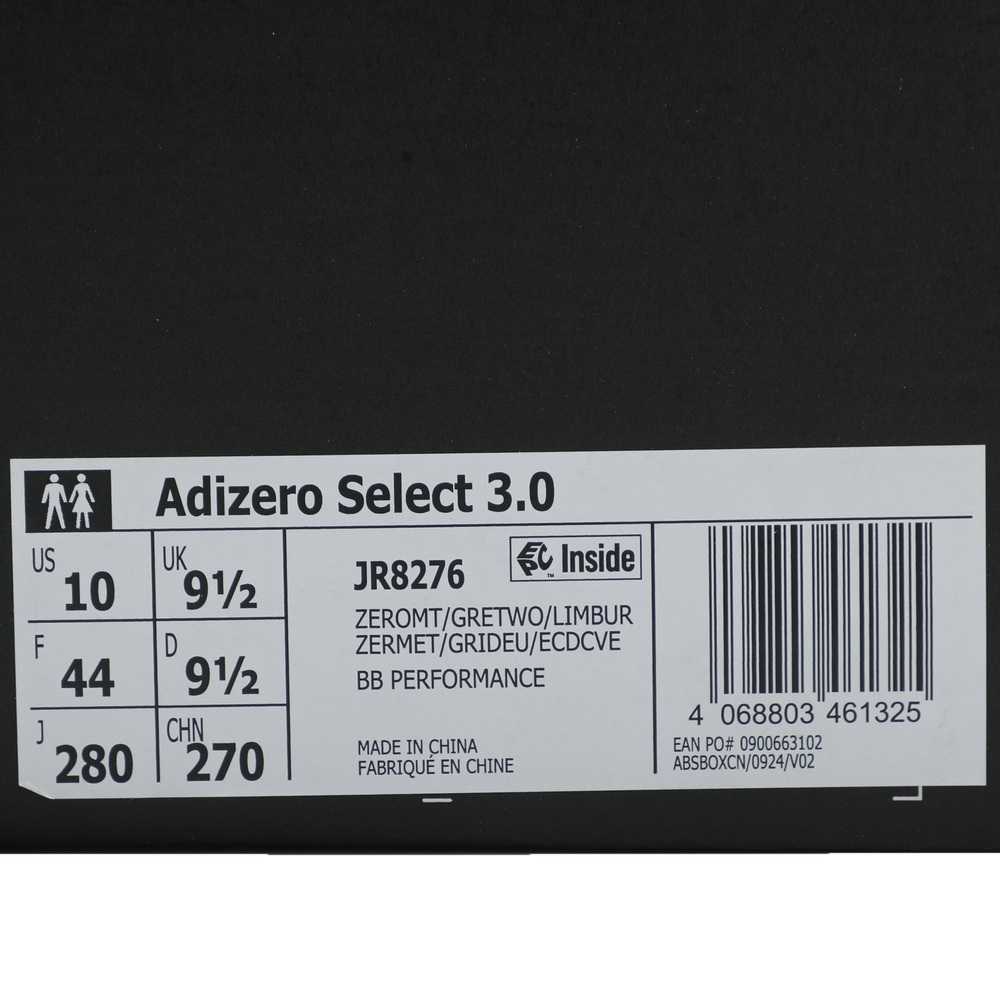 Adizero Select 3.0
US 10
UK 9½
F 44
D 9½
J 280
CHN 270
JR8276
Inside
™
ZEROMT/GRETWO/LIMBUR
ZERMET/GRIDEU/ECDCVE
BB PERFORMANCE
MADE IN CHINA
FABRIQUÉ EN CHINE
4 068803 461325
EAN PO# 0900663102
ABSBOXCN/0924/V02